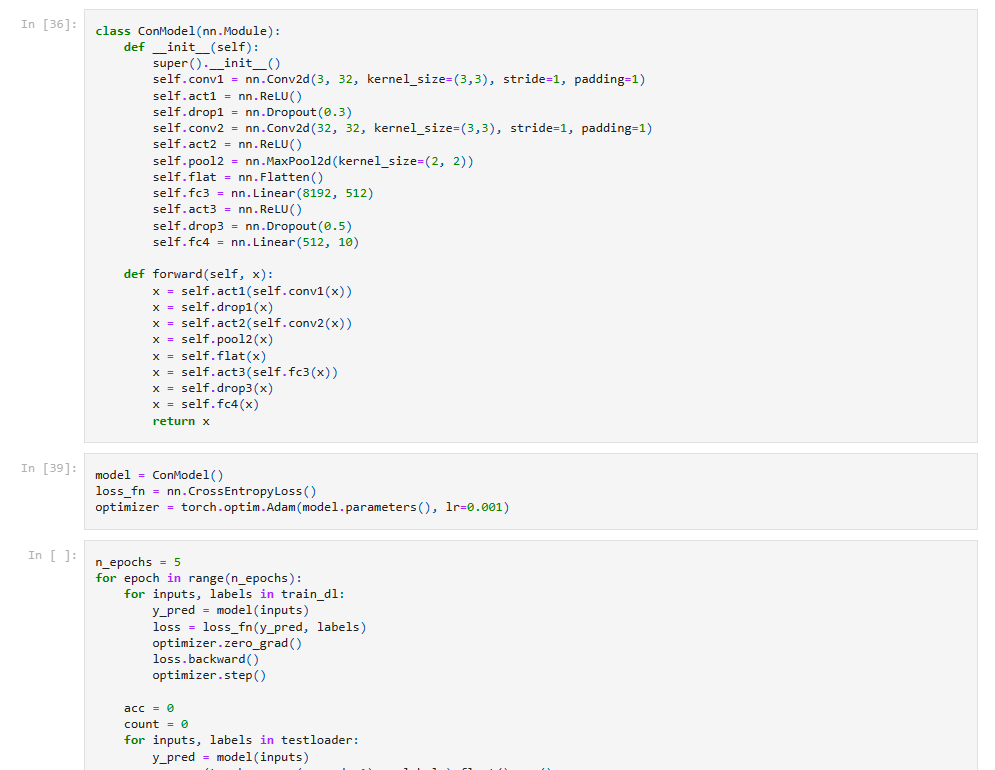 In [36]:
class ConModel(nn.Module):
    def __init__(self):
        super().__init__()
        self.conv1 = nn.Conv2d(3, 32, kernel_size=(3,3), stride=1, padding=1)
        self.act1 = nn.ReLU()
        self.drop1 = nn.Dropout(0.3)
        self.conv2 = nn.Conv2d(32, 32, kernel_size=(3,3), stride=1, padding=1)
        self.act2 = nn.ReLU()
        self.pool2 = nn.MaxPool2d(kernel_size=(2, 2))
        self.flat = nn.Flatten()
        self.fc3 = nn.Linear(8192, 512)
        self.act3 = nn.ReLU()
        self.drop3 = nn.Dropout(0.5)
        self.fc4 = nn.Linear(512, 10)

    def forward(self, x):
        x = self.act1(self.conv1(x))
        x = self.drop1(x)
        x = self.act2(self.conv2(x))
        x = self.pool2(x)
        x = self.flat(x)
        x = self.act3(self.fc3(x))
        x = self.drop3(x)
        x = self.fc4(x)
        return x
In [39]:
model = ConModel()
loss_fn = nn.CrossEntropyLoss()
optimizer = torch.optim.Adam(model.parameters(), lr=0.001)
In [ ]:
n_epochs = 5
for epoch in range(n_epochs):
    for inputs, labels in train_dl:
        y_pred = model(inputs)
        loss = loss_fn(y_pred, labels)
        optimizer.zero_grad()
        loss.backward()
        optimizer.step()

    acc = 0
    count = 0
    for inputs, labels in testloader:
        y_pred = model(inputs)